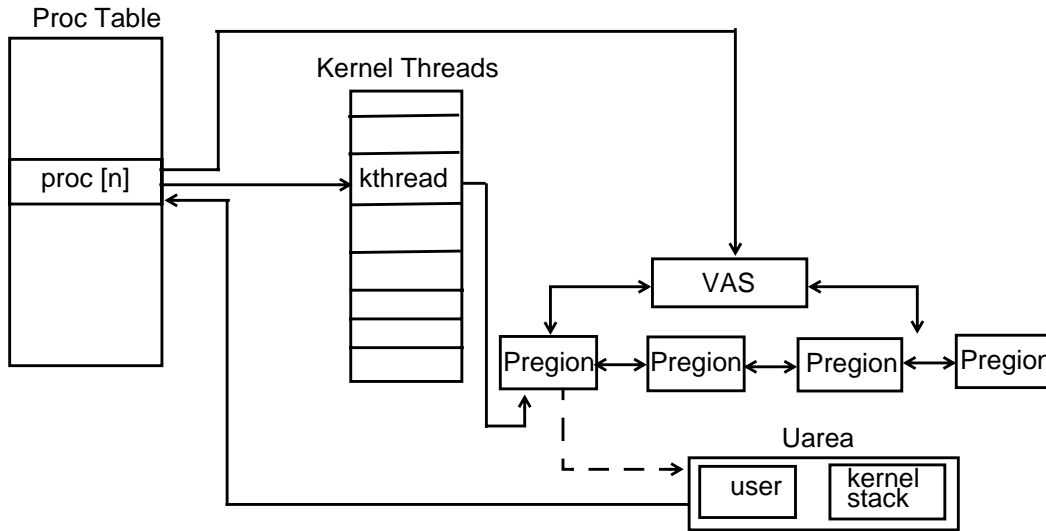 Proc Table
Kernel Threads
proc [n]
kthread
VAS
Pregion
Pregion
Pregion
Pregion
Uarea
user
kernel
stack